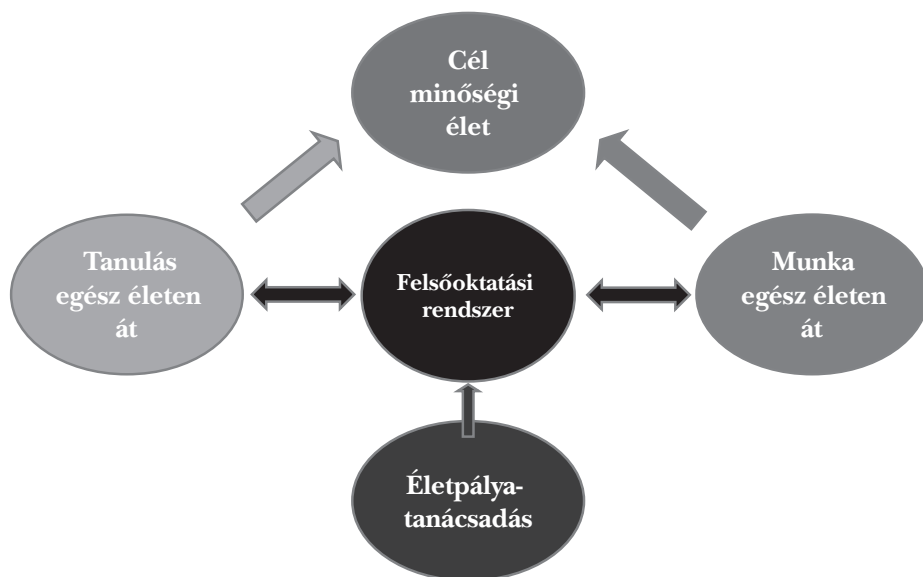 Cél
minőségi
élet
Tanulás
egész életen
át
Felsőoktatási
rendszer
Munka
egész életen
át
Életpálya-
tanácsadás